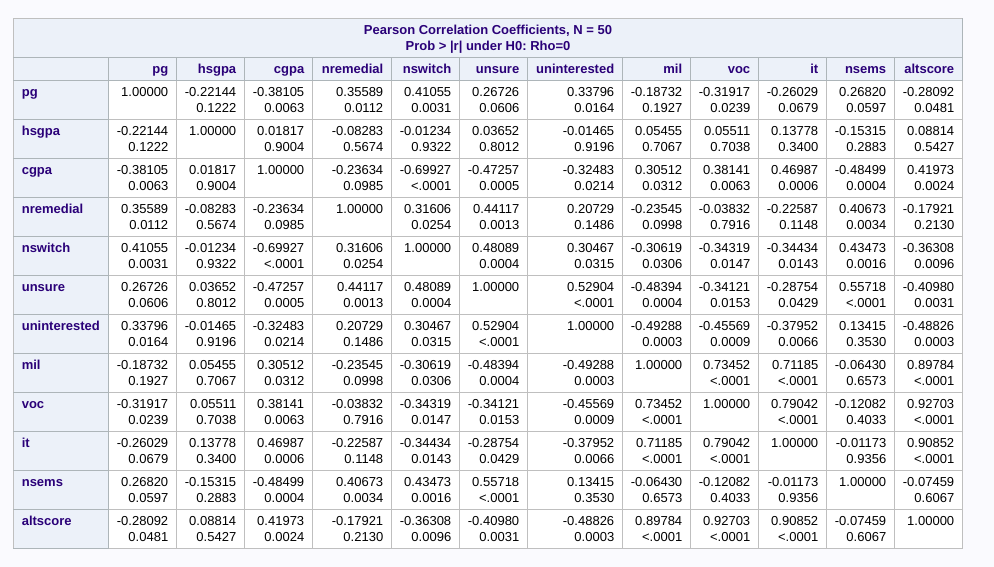 Pearson Correlation Coefficients, N = 50
Prob > |r| under H0: Rho=0
pg hsgpa cgpa nremedial nswitch unsure uninterested mil voc it nsems altscore
pg 1.00000 -0.22144 -0.38105 0.35589 0.41055 0.26726 0.33796 -0.18732 -0.31917 -0.26029 0.26820 -0.28092
0.1222 0.0063 0.0112 0.0031 0.0606 0.0164 0.1927 0.0239 0.0679 0.0597 0.0481
hsgpa -0.22144 1.00000 0.01817 -0.08283 -0.01234 0.03652 -0.01465 0.05455 0.05511 0.13778 -0.15315 0.08814
0.1222 0.9004 0.5674 0.9322 0.8012 0.9196 0.7067 0.7038 0.3400 0.2883 0.5427
cgpa -0.38105 0.01817 1.00000 -0.23634 -0.69927 -0.47257 -0.32483 0.30512 0.38141 0.46987 -0.48499 0.41973
0.0063 0.9004 0.0985 <.0001 0.0005 0.0214 0.0312 0.0063 0.0006 0.0004 0.0024
nremedial 0.35589 -0.08283 -0.23634 1.00000 0.31606 0.44117 0.20729 -0.23545 -0.03832 -0.22587 0.40673 -0.17921
0.0112 0.5674 0.0985 0.0254 0.0013 0.1486 0.0998 0.7916 0.1148 0.0034 0.2130
nswitch 0.41055 -0.01234 -0.69927 0.31606 1.00000 0.48089 0.30467 -0.30619 -0.34319 -0.34434 0.43473 -0.36308
0.0031 0.9322 <.0001 0.0254 0.0004 0.0315 0.0306 0.0147 0.0143 0.0016 0.0096
unsure 0.26726 0.03652 -0.47257 0.44117 0.48089 1.00000 0.52904 -0.48394 -0.34121 -0.28754 0.55718 -0.40980
0.0606 0.8012 0.0005 0.0013 0.0004 <.0001 0.0004 0.0153 0.0429 <.0001 0.0031
uninterested 0.33796 -0.01465 -0.32483 0.20729 0.30467 0.52904 1.00000 -0.49288 -0.45569 -0.37952 0.13415 -0.48826
0.0164 0.9196 0.0214 0.1486 0.0315 <.0001 0.0003 0.0009 0.0066 0.3530 0.0003
mil -0.18732 0.05455 0.30512 -0.23545 -0.30619 -0.48394 -0.49288 1.00000 0.73452 0.71185 -0.06430 0.89784
0.1927 0.7067 0.0312 0.0998 0.0306 0.0004 0.0003 <.0001 <.0001 0.6573 <.0001
voc -0.31917 0.05511 0.38141 -0.03832 -0.34319 -0.34121 -0.45569 0.73452 1.00000 0.79042 -0.12082 0.92703
0.0239 0.7038 0.0063 0.7916 0.0147 0.0153 0.0009 <.0001 <.0001 0.4033 <.0001
it -0.26029 0.13778 0.46987 -0.22587 -0.34434 -0.28754 -0.37952 0.71185 0.79042 1.00000 -0.01173 0.90852
0.0679 0.3400 0.0006 0.1148 0.0143 0.0429 0.0066 <.0001 <.0001 0.9356 <.0001
nsems 0.26820 -0.15315 -0.48499 0.40673 0.43473 0.55718 0.13415 -0.06430 -0.12082 -0.01173 1.00000 -0.07459
0.0597 0.2883 0.0004 0.0034 0.0016 <.0001 0.3530 0.6573 0.4033 0.9356 0.6067
altscore -0.28092 0.08814 0.41973 -0.17921 -0.36308 -0.40980 -0.48826 0.89784 0.92703 0.90852 -0.07459 1.00000
0.0481 0.5427 0.0024 0.2130 0.0096 0.0031 0.0003 <.0001 <.0001 <.0001 0.6067